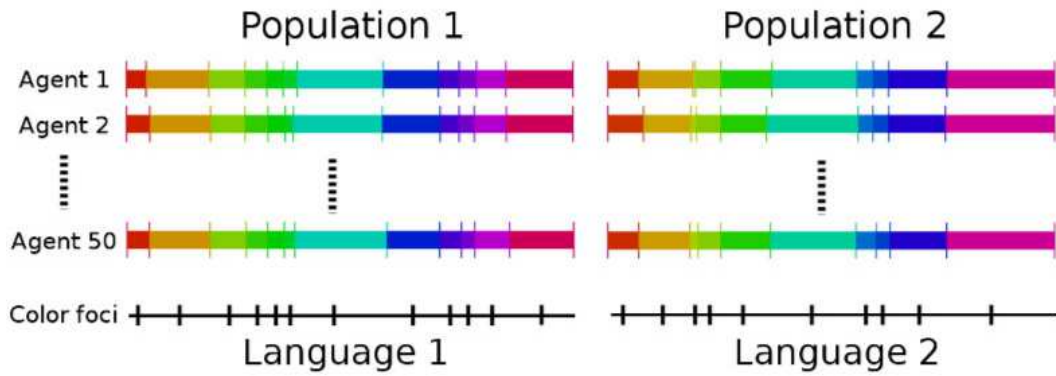 Population 1
Population 2
Agent 1
Agent 2
Agent 50
Color foci
Language 1
Language 2